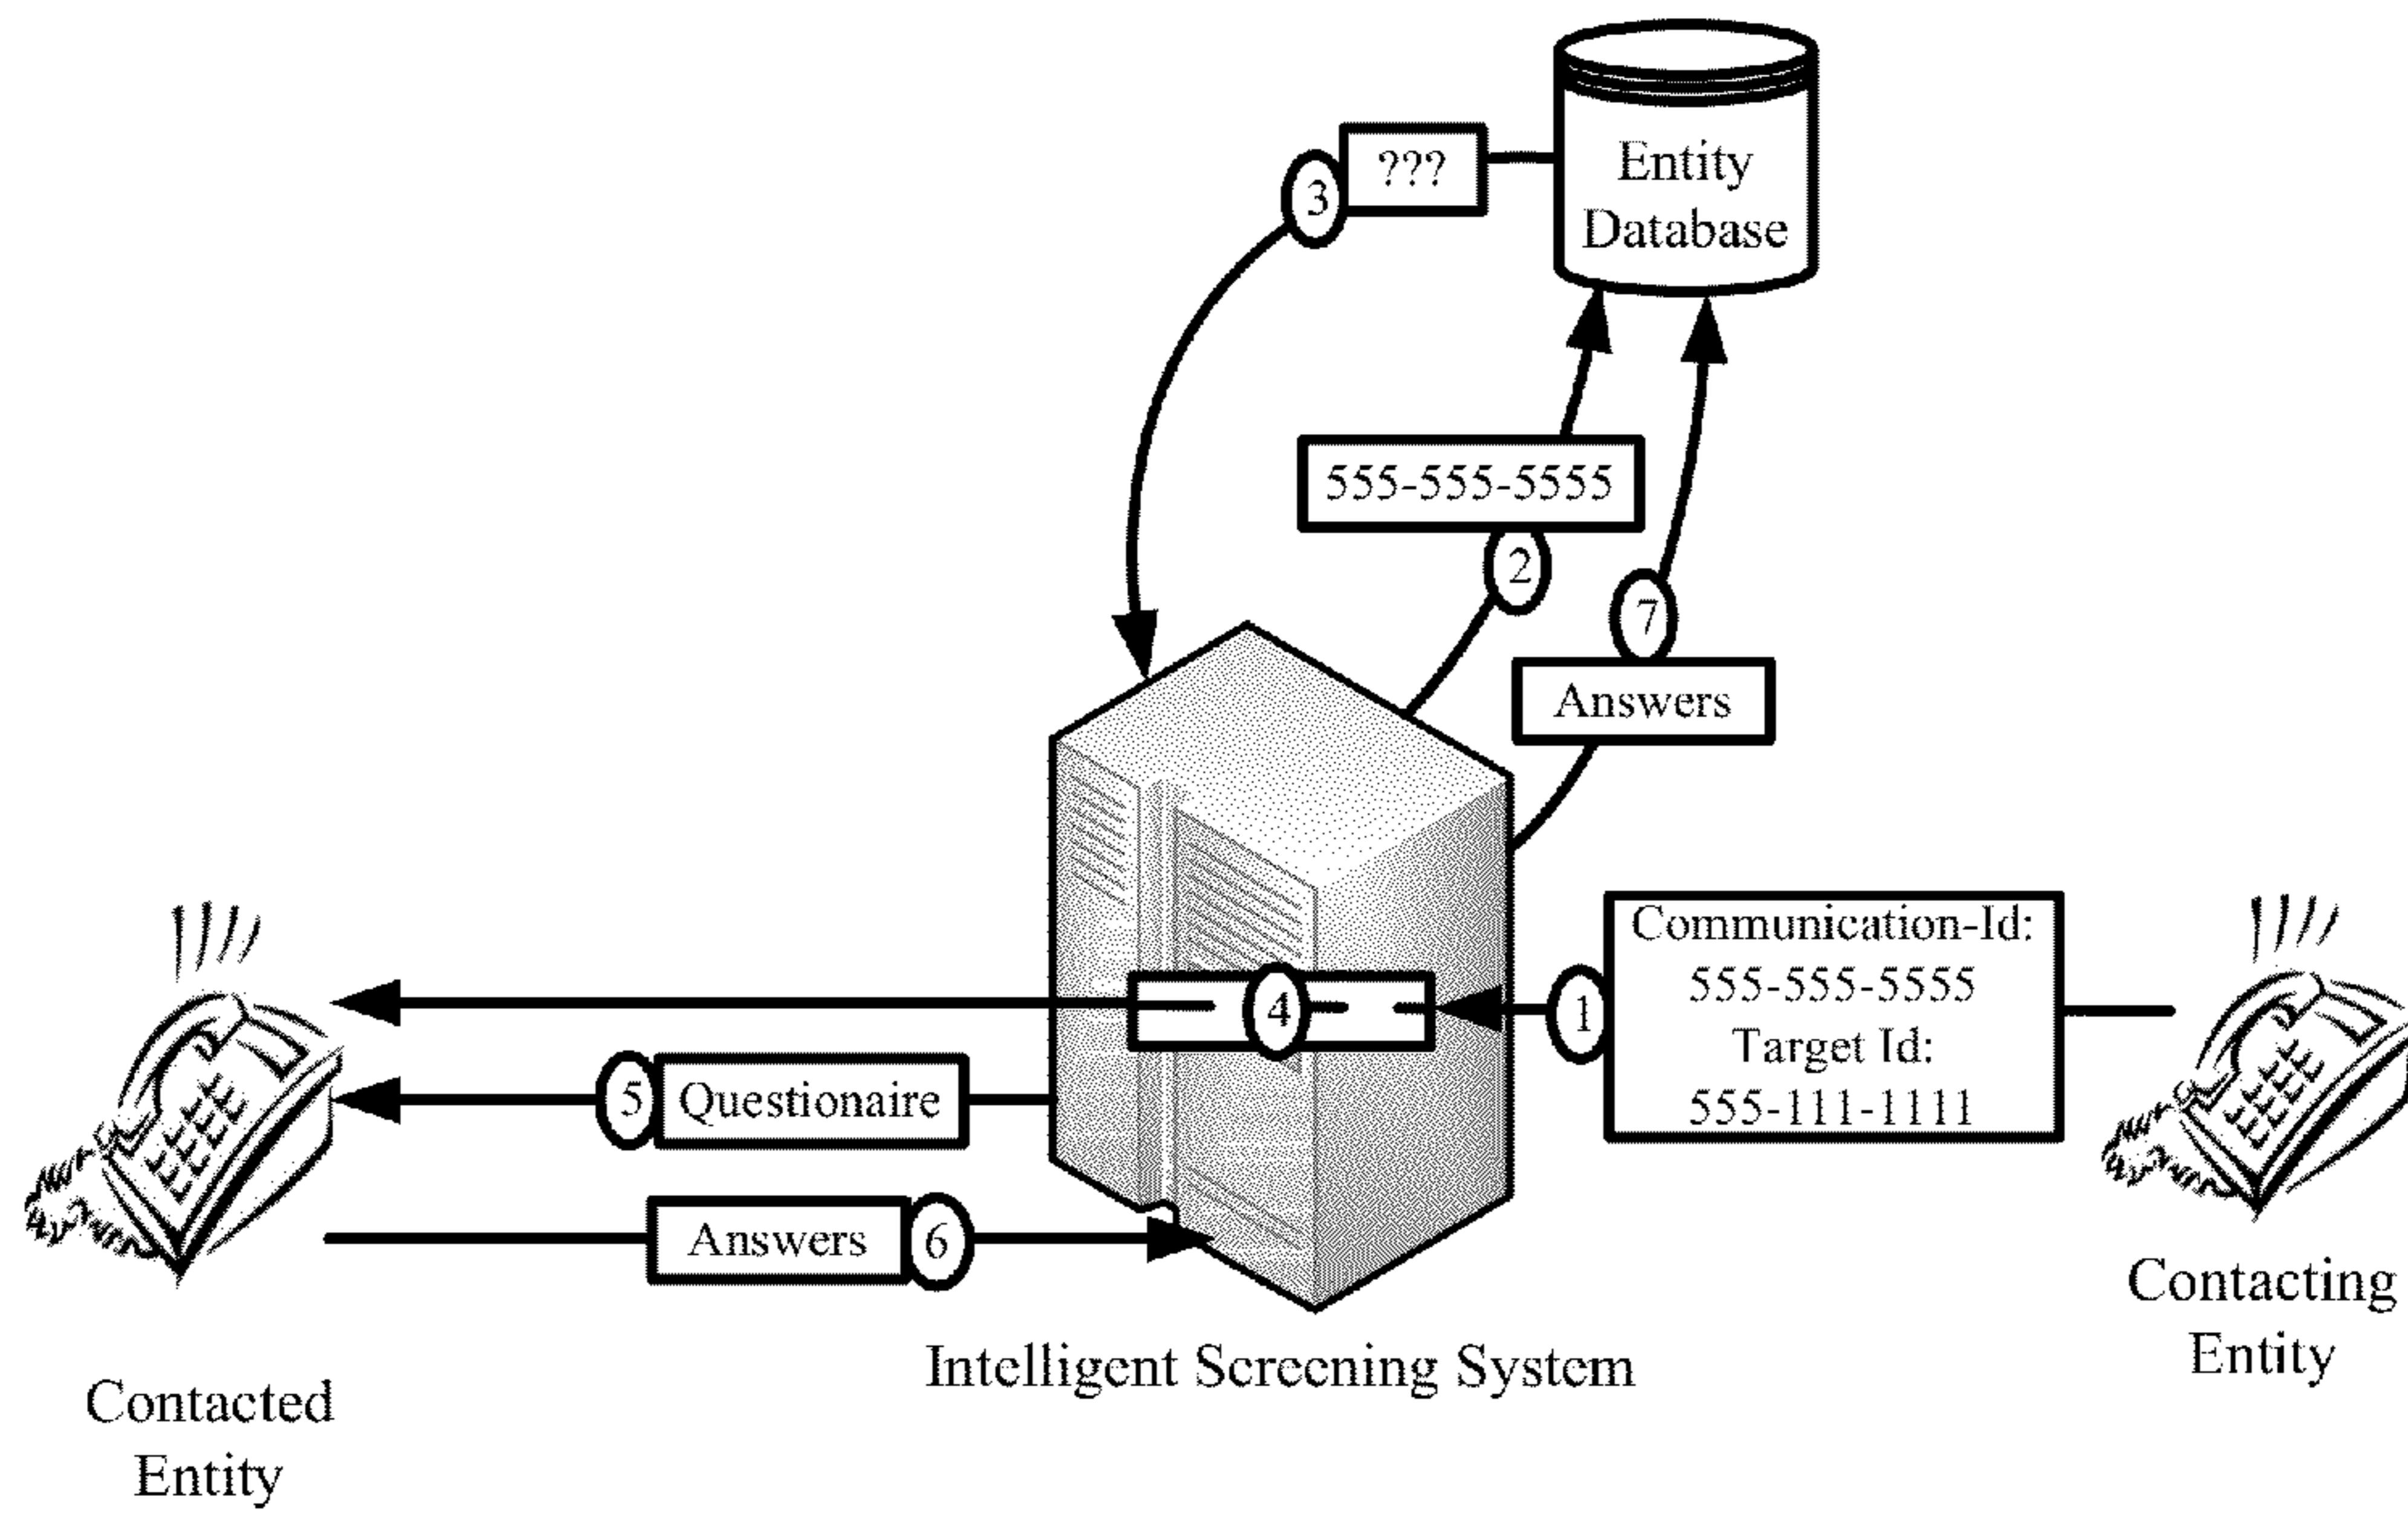 Entity
Database
???
3
555-555-5555
2
7
Answers
Communication-Id:
555-555-5555
Target Id:
555-111-1111
1
4
5
Questionaire
Answers
6
Intelligent Screening System
Contacting
Entity
Contacted
Entity